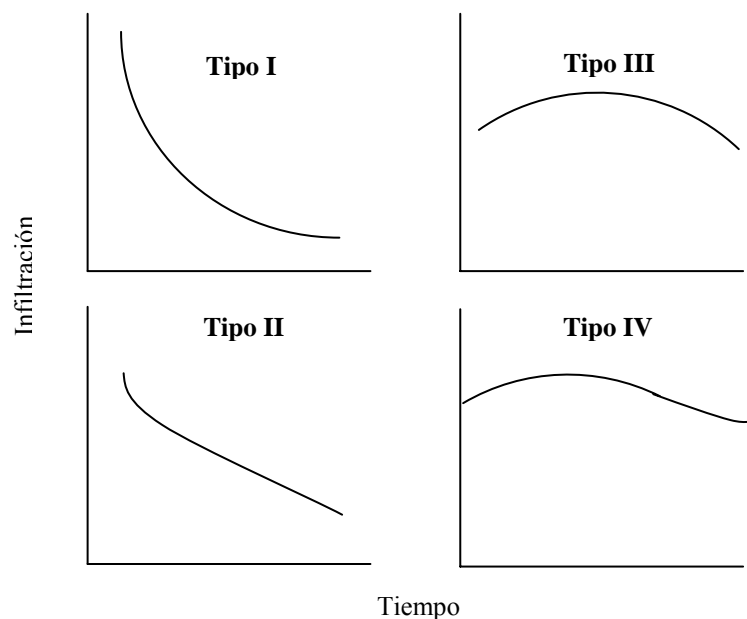 Tipo I
Tipo III
Infiltración
Tipo II
Tipo IV
Tiempo